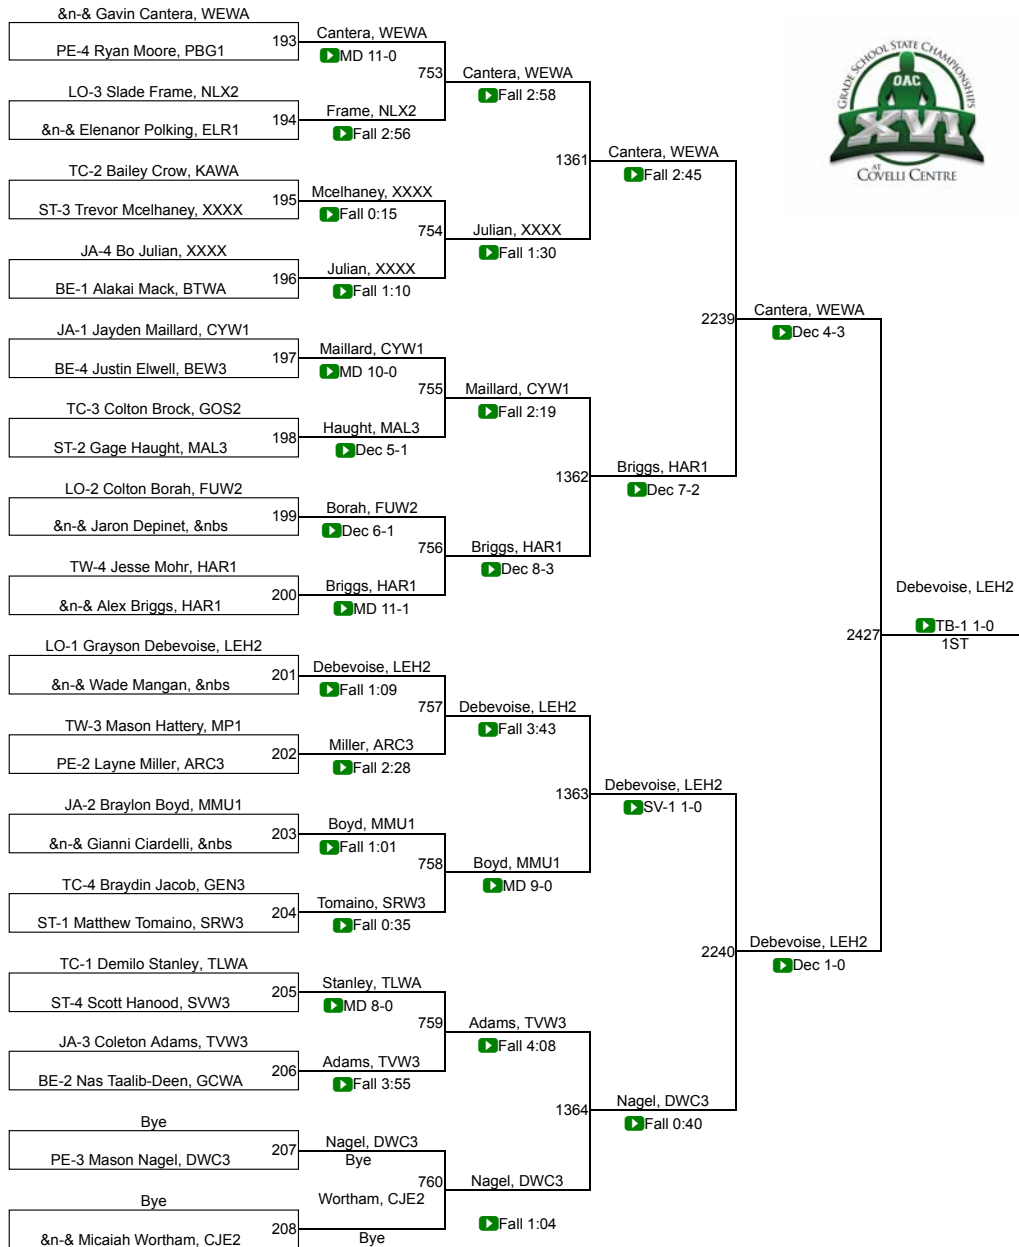 &n-& Gavin Cantera, WEWA
193
PE-4 Ryan Moore, PBG1
Cantera, WEWA
MD 11-0
753
LO-3 Slade Frame, NLX2
194
&n-& Elenanor Polking, ELR1
Frame, NLX2
Fall 2:56
Cantera, WEWA
Fall 2:58
1361
TC-2 Bailey Crow, KAWA
195
ST-3 Trevor Mcelhaney, XXXX
Mcelhaney, XXXX
Fall 0:15
754
JA-4 Bo Julian, XXXX
196
BE-1 Alakai Mack, BTWA
Julian, XXXX
Fall 1:10
Julian, XXXX
Fall 1:30
Cantera, WEWA
Fall 2:45
2239
JA-1 Jayden Maillard, CYW1
197
BE-4 Justin Elwell, BEW3
Maillard, CYW1
MD 10-0
755
TC-3 Colton Brock, GOS2
198
ST-2 Gage Haught, MAL3
Haught, MAL3
Dec 5-1
Maillard, CYW1
Fall 2:19
1362
LO-2 Colton Borah, FUW2
199
&n-& Jaron Depinet, &nbs
Borah, FUW2
Dec 6-1
756
TW-4 Jesse Mohr, HAR1
200
&n-& Alex Briggs, HAR1
Briggs, HAR1
MD 11-1
Briggs, HAR1
Dec 8-3
Briggs, HAR1
Dec 7-2
Cantera, WEWA
Dec 4-3
2427
LO-1 Grayson Debevoise, LEH2
201
&n-& Wade Mangan, &nbs
Debevoise, LEH2
Fall 1:09
757
TW-3 Mason Hattery, MP1
202
PE-2 Layne Miller, ARC3
Miller, ARC3
Fall 2:28
Debevoise, LEH2
Fall 3:43
1363
JA-2 Braylon Boyd, MMU1
203
&n-& Gianni Ciardelli, &nbs
Boyd, MMU1
Fall 1:01
758
TC-4 Braydin Jacob, GEN3
204
ST-1 Matthew Tomaino, SRW3
Tomaino, SRW3
Fall 0:35
Boyd, MMU1
MD 9-0
Debevoise, LEH2
SV-1 1-0
2240
TC-1 Demilo Stanley, TLWA
205
ST-4 Scott Hanood, SVW3
Stanley, TLWA
MD 8-0
759
JA-3 Coleton Adams, TVW3
206
BE-2 Nas Taalib-Deen, GCWA
Adams, TVW3
Fall 3:55
Adams, TVW3
Fall 4:08
1364
Bye
207
PE-3 Mason Nagel, DWC3
Nagel, DWC3
Bye
760
Bye
208
&n-& Micaiah Wortham, CJE2
Wortham, CJE2
Bye
Nagel, DWC3
Fall 1:04
Nagel, DWC3
Fall 0:40
Debevoise, LEH2
Dec 1-0
Debevoise, LEH2
TB-1 1-0
1ST
GRADE SCHOOL STATE CHAMPIONSHIPS
OAC
XVI
AT
COVELLI CENTRE